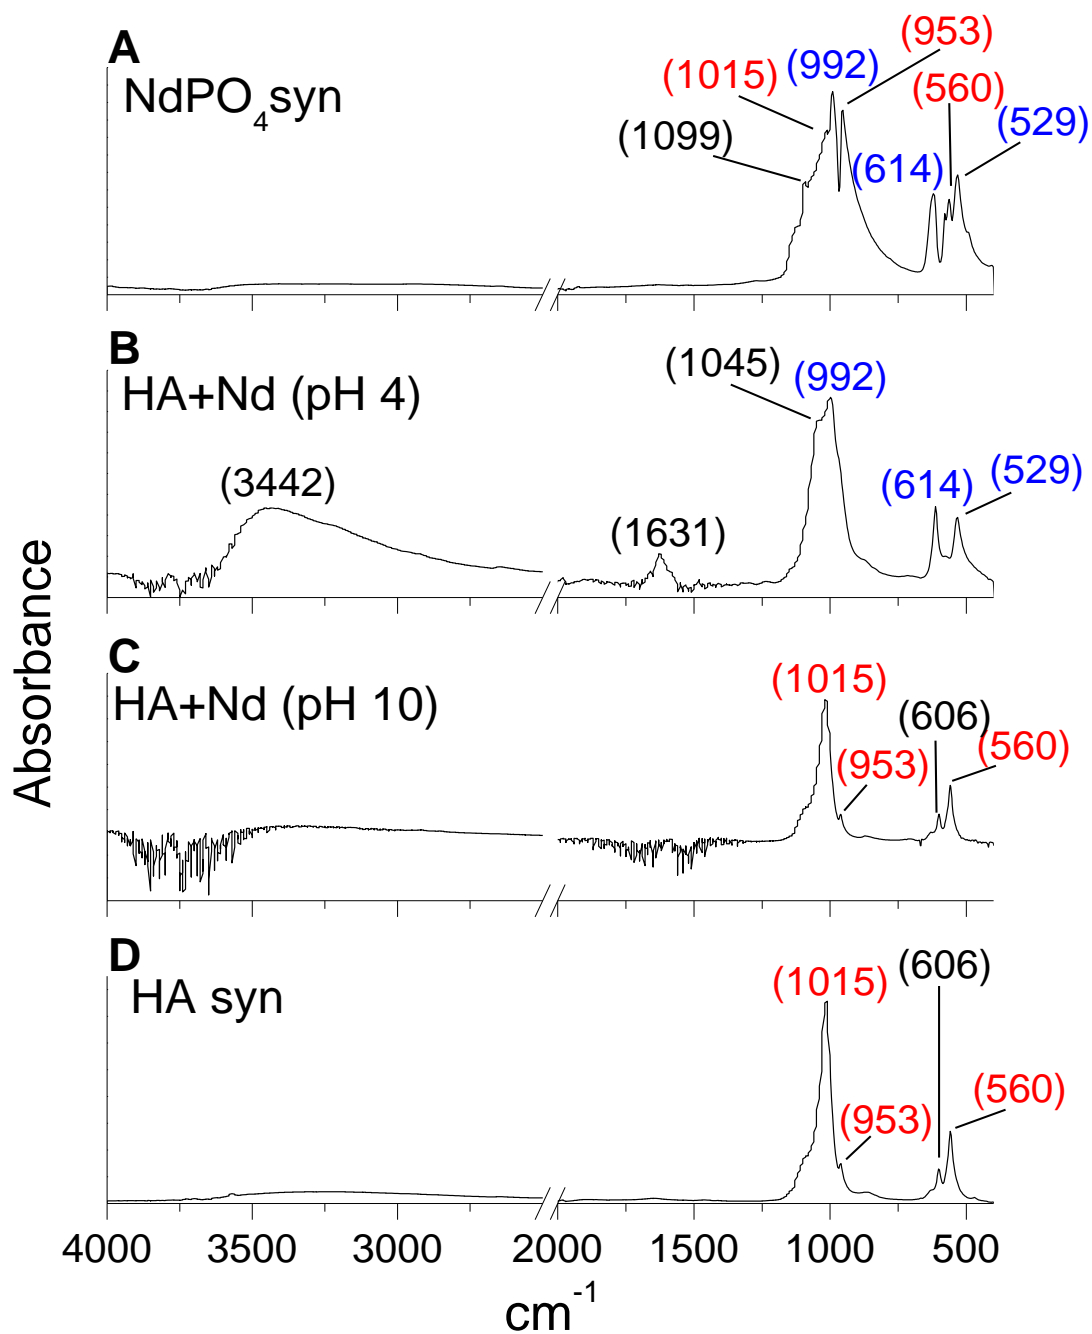 A
NdPO4syn
(953)
(992)
(1015)
(560)
(1099)
(529)
(614)
B
HA+Nd (pH 4)
(1045)
(992)
(3442)
(1631)
(614)
(529)
C
HA+Nd (pH 10)
(1015)
(606)
(953)
(560)
D
HA syn
(1015)
(606)
(953)
(560)
Absorbance
4000 3500 3000 2000 1500 1000 500
cm-1